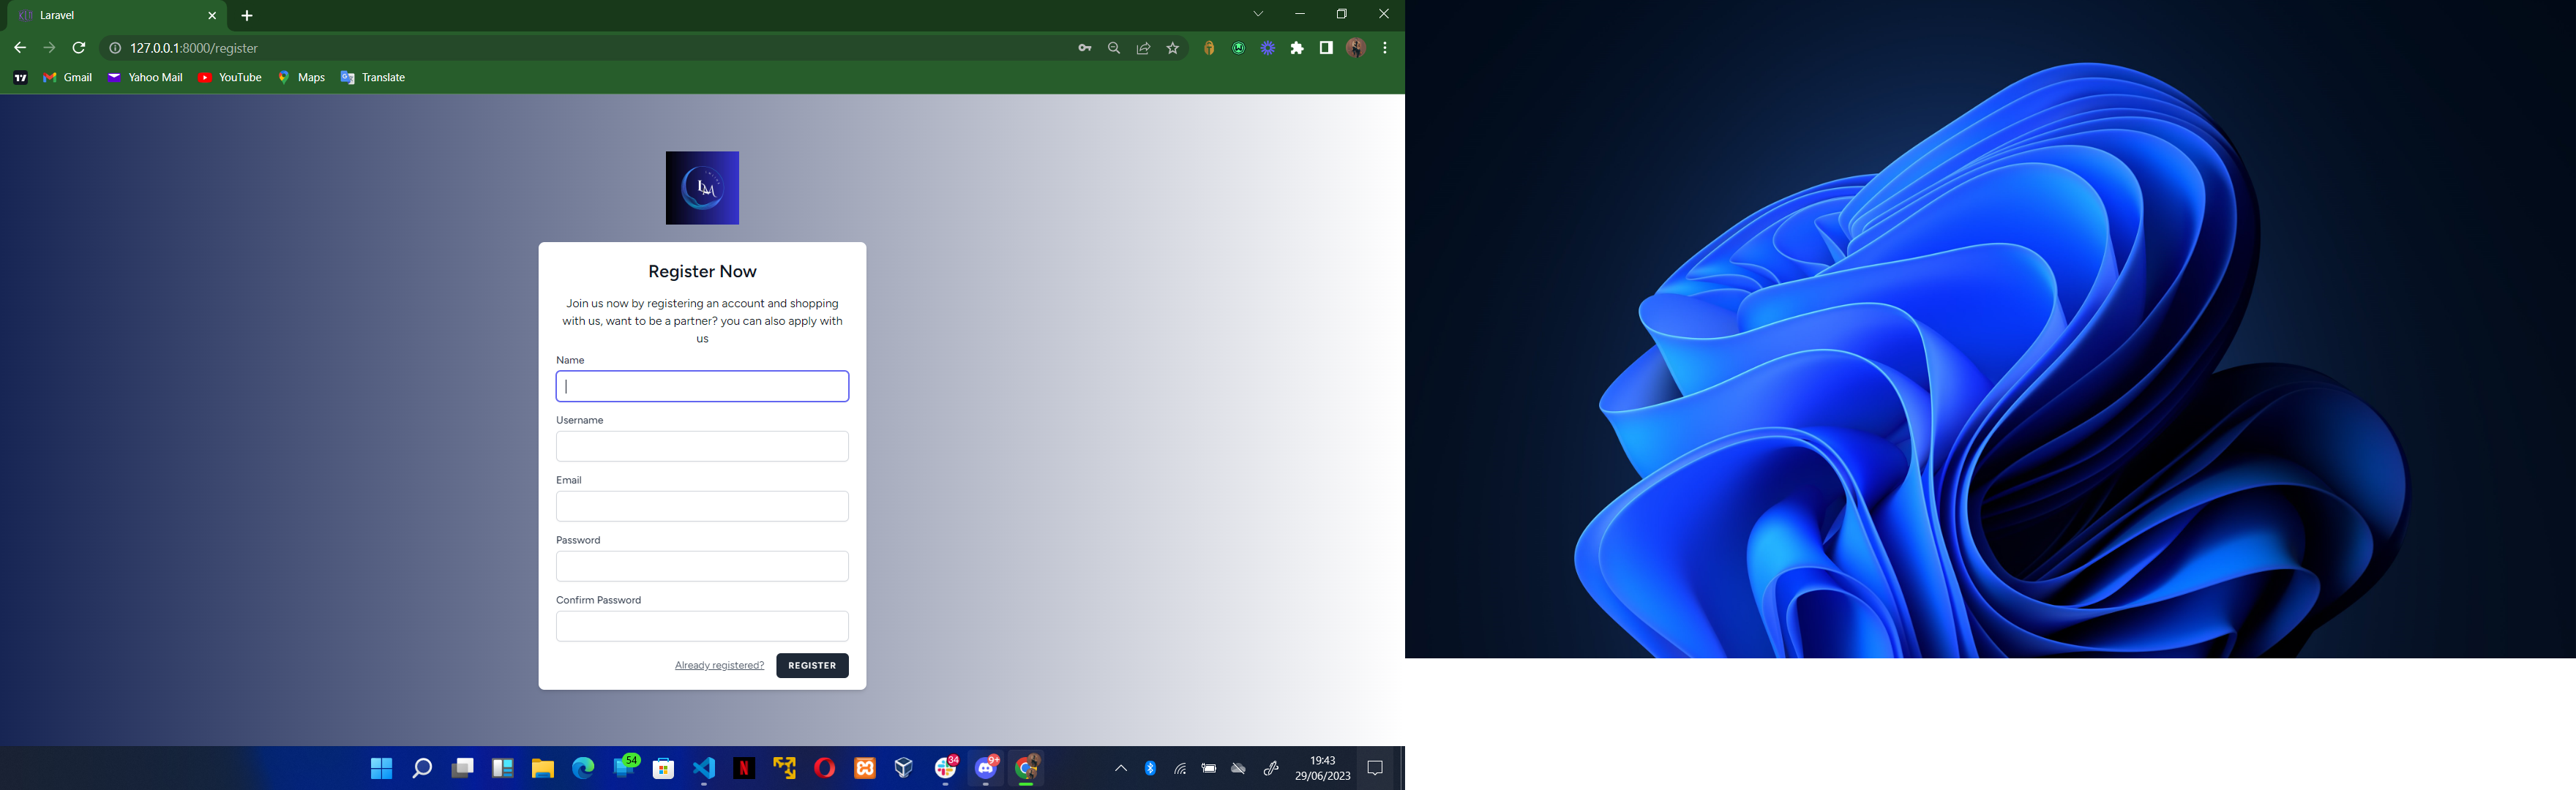 Laravel
127.0.0.1:8000/register
Gmail
Yahoo Mail
YouTube
Maps
Translate
Register Now
Join us now by registering an account and shopping
with us, want to be a partner? you can also apply with
us
Name
Username
Email
Password
Confirm Password
Already registered?
REGISTER
54
34
9+
19:43
29/06/2023